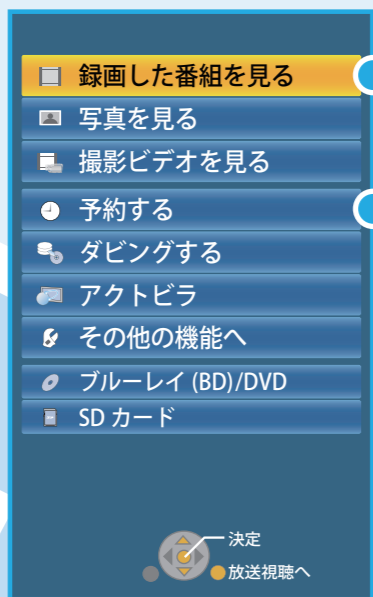 録画した番組を見る
写真を見る
撮影ビデオを見る
予約する
ダビングする
アクトビラ
その他の機能へ
ブルーレイ (BD)/DVD
SD カード
決定
放送視聴へ